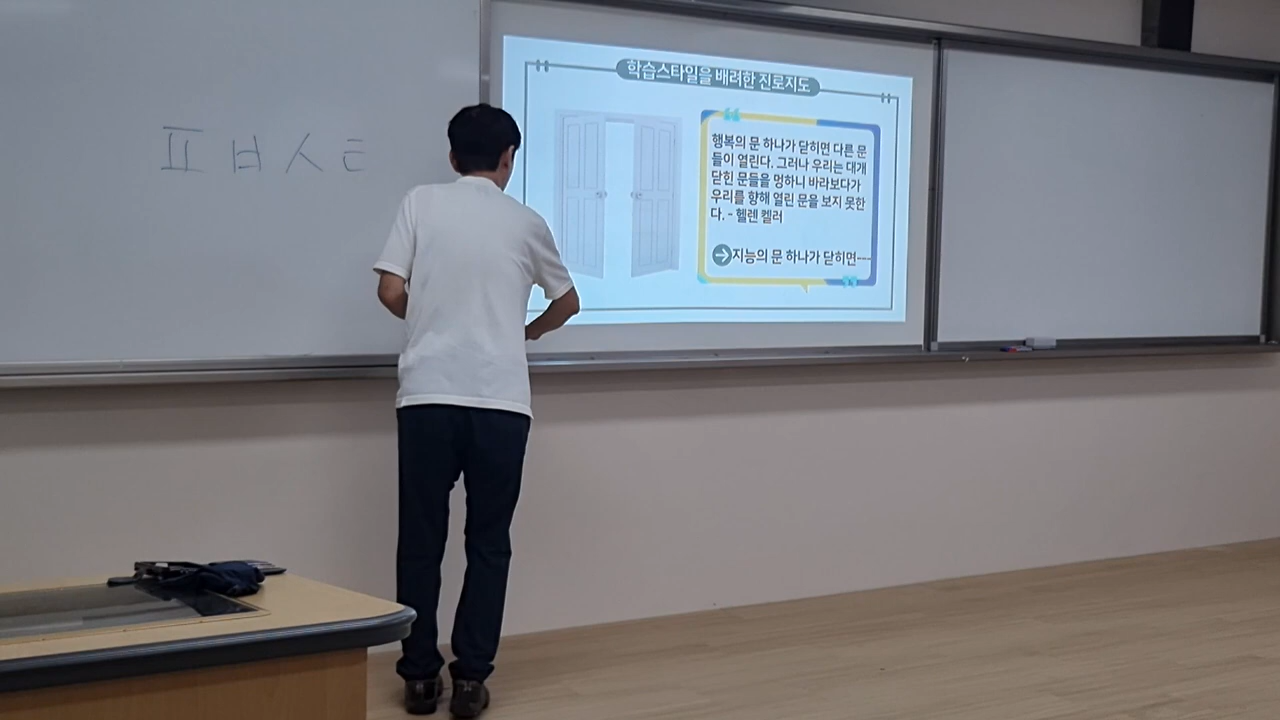 ㅍ ㅂ ㅅ ㅌ
학습스타일을 배려한 진로지도
행복의 문 하나가 닫히면 다른 문
들이 열린다. 그러나 우리는 대개
닫힌 문들을 멍하니 바라보다가
우리를 향해 열린 문을 보지 못한
다. - 헬렌 켈러
지능의 문 하나가 닫히면---